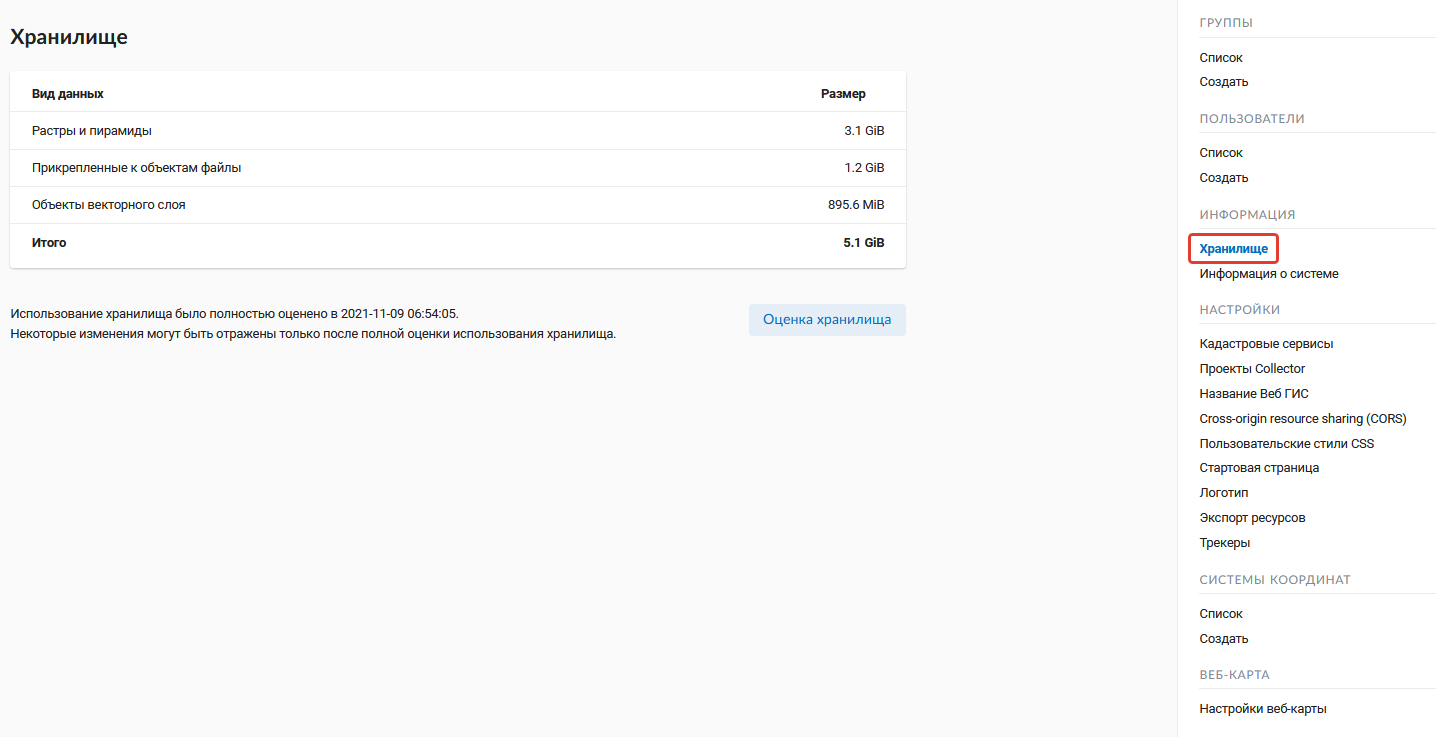 Хранилище
Вид данных Размер
Растры и пирамиды 3.1 GiB
Прикрепленные к объектам файлы 1.2 GiB
Объекты векторного слоя 895.6 MiB
Итого 5.1 GiB
Использование хранилища было полностью оценено в 2021-11-09 06:54:05.
Некоторые изменения могут быть отражены только после полной оценки использования хранилища.
Оценка хранилища
ГРУППЫ
Список
Создать
ПОЛЬЗОВАТЕЛИ
Список
Создать
ИНФОРМАЦИЯ
Хранилище
Информация о системе
НАСТРОЙКИ
Кадастровые сервисы
Проекты Collector
Название Веб ГИС
Cross-origin resource sharing (CORS)
Пользовательские стили CSS
Стартовая страница
Логотип
Экспорт ресурсов
Трекеры
СИСТЕМЫ КООРДИНАТ
Список
Создать
ВЕБ-КАРТА
Настройки веб-карты